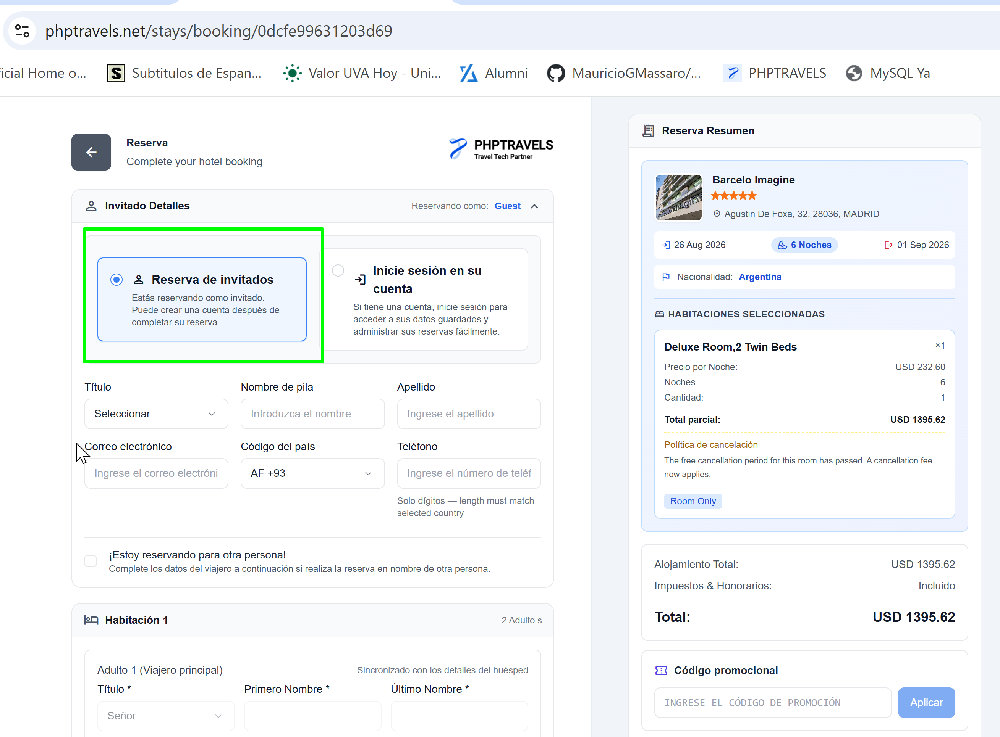 phptravels.net/stays/booking/0dcfe99631203d69
ficial Home o...
Subtitulos de Espan...
Valor UVA Hoy - Uni...
Alumni
MauricioGMassaro/...
PHPTRAVELS
MySQL Ya
Reserva
Complete your hotel booking
PHPTRAVELS
Travel Tech Partner
Invitado Detalles
Reservando como: Guest
Reserva de invitados
Estás reservando como invitado.
Puede crear una cuenta después de
completar su reserva.
Inicie sesión en su
cuenta
Si tiene una cuenta, inicie sesión para
acceder a sus datos guardados y
administrar sus reservas fácilmente.
Título
Nombre de pila
Apellido
Seleccionar
Introduzca el nombre
Ingrese el apellido
Correo electrónico
Código del país
Teléfono
Ingrese el correo electróni
AF +93
Ingrese el número de teléf
Solo dígitos — length must match
selected country
¡Estoy reservando para otra persona!
Complete los datos del viajero a continuación si realiza la reserva en nombre de otra persona.
Habitación 1
2 Adulto s
Adulto 1 (Viajero principal)
Sincronizado con los detalles del huésped
Título *
Primero Nombre *
Último Nombre *
Señor
Reserva Resumen
Barcelo Imagine
Agustin De Foxa, 32, 28036, MADRID
26 Aug 2026
6 Noches
01 Sep 2026
Nacionalidad: Argentina
HABITACIONES SELECCIONADAS
Deluxe Room,2 Twin Beds
×1
Precio por Noche:
USD 232.60
Noches:
6
Cantidad:
1
Total parcial:
USD 1395.62
Política de cancelación
The free cancellation period for this room has passed. A cancellation fee
now applies.
Room Only
Alojamiento Total:
USD 1395.62
Impuestos & Honorarios:
Incluido
Total:
USD 1395.62
Código promocional
INGRESE EL CÓDIGO DE PROMOCIÓN
Aplicar